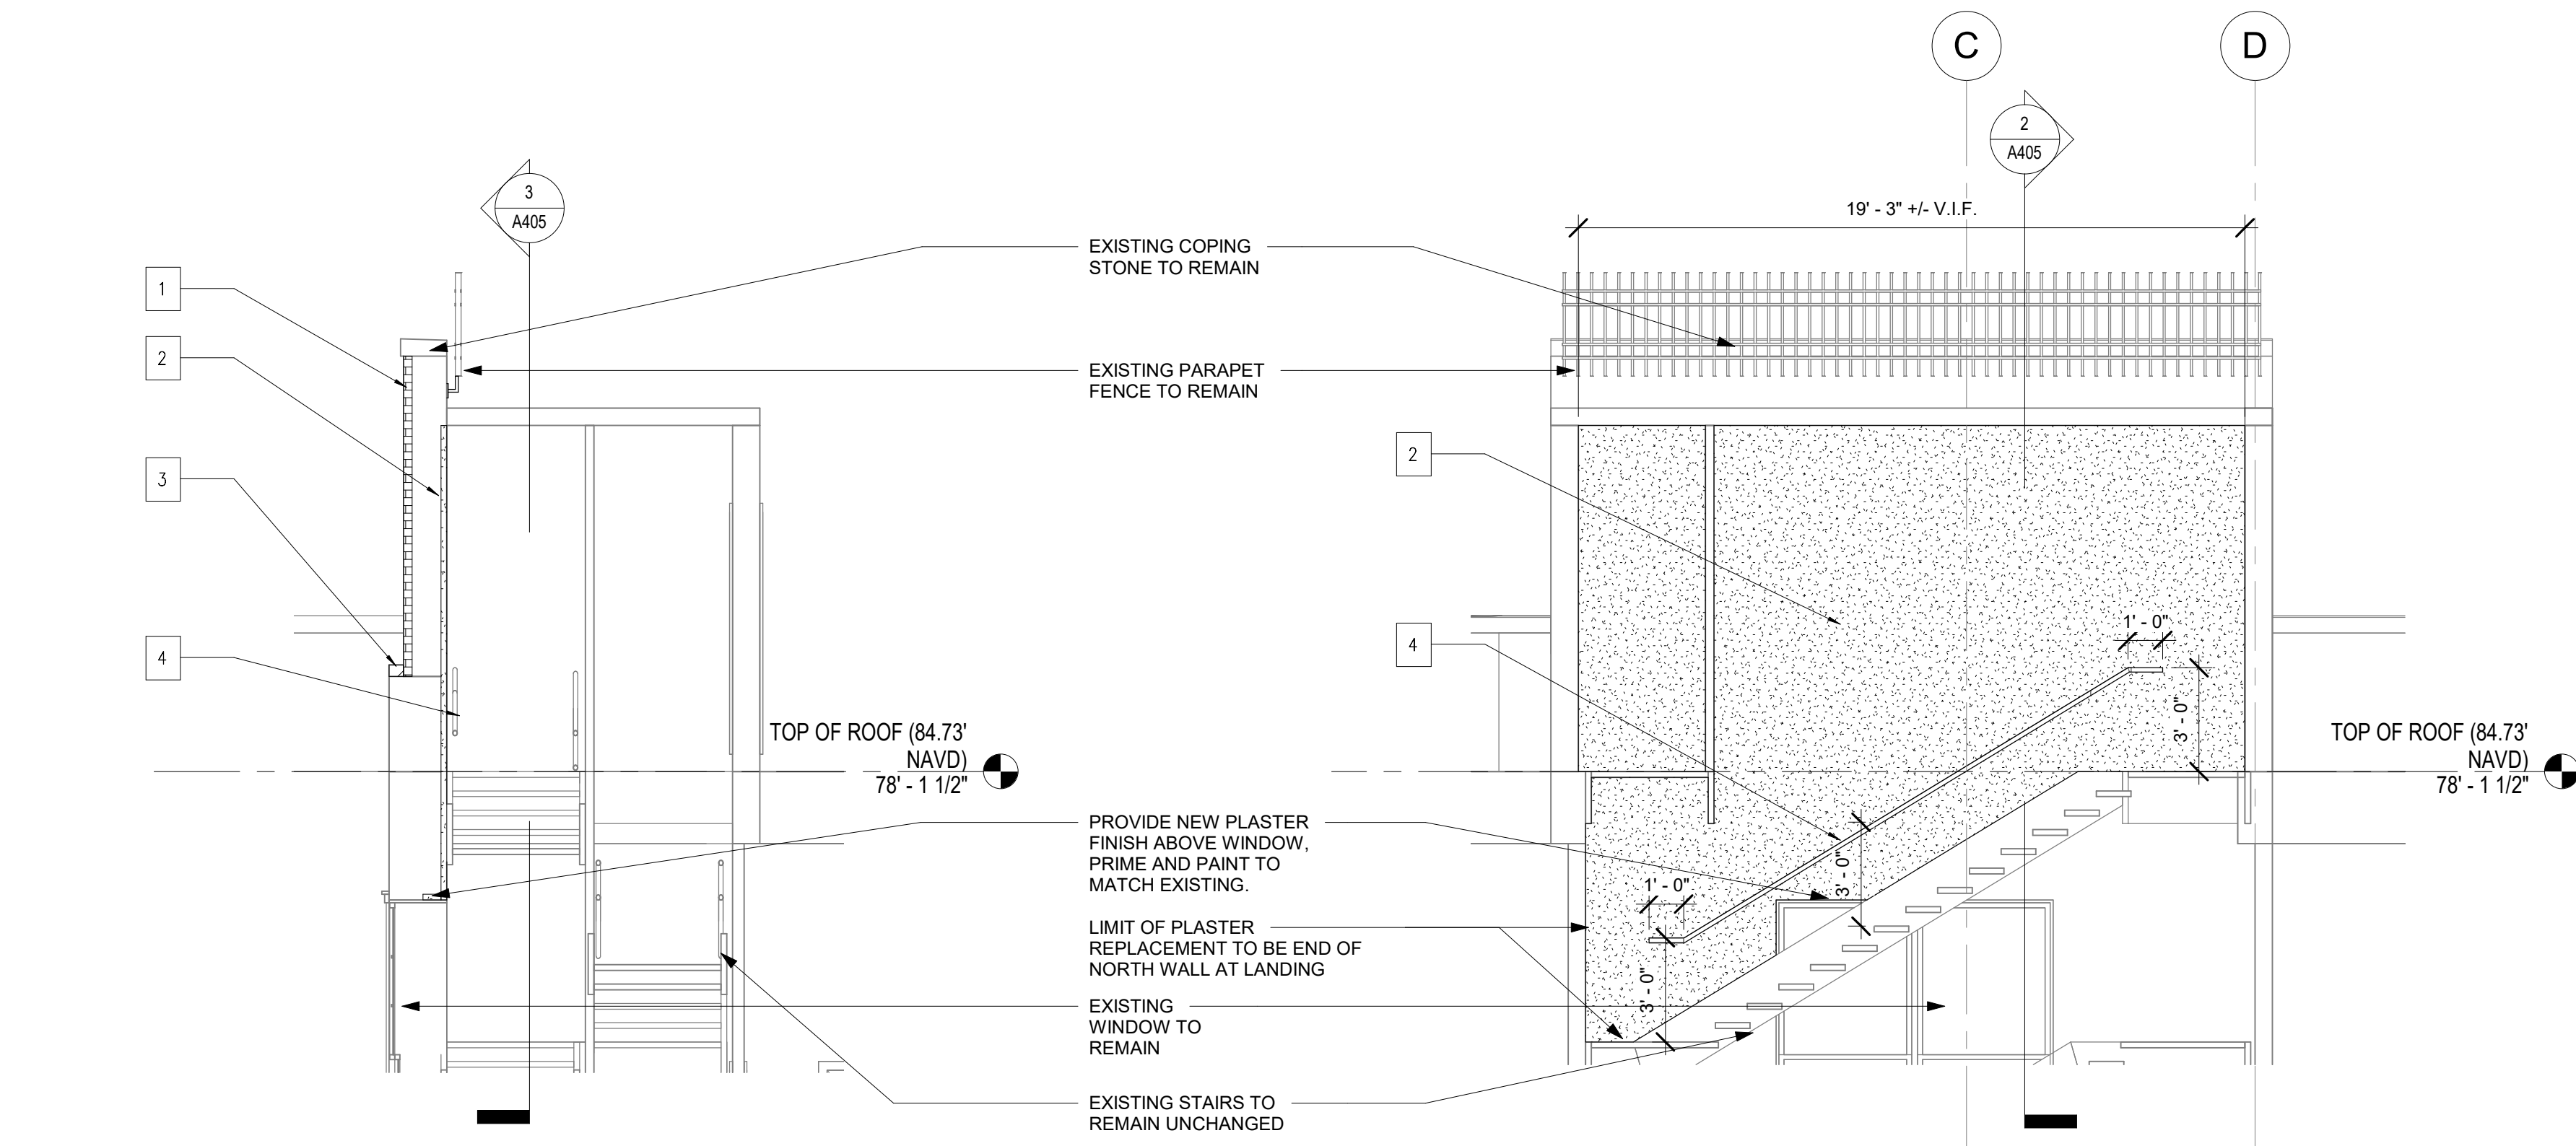 C
D
2
A405
3
A405
19' - 3" +/- V.I.F.
EXISTING COPING
STONE TO REMAIN
1
2
EXISTING PARAPET
FENCE TO REMAIN
2
3
4
4
1' - 0"
3' - 0"
TOP OF ROOF (84.73'
NAVD)
78' - 1 1/2"
TOP OF ROOF (84.73'
NAVD)
78' - 1 1/2"
PROVIDE NEW PLASTER
FINISH ABOVE WINDOW,
PRIME AND PAINT TO
MATCH EXISTING.
3' - 0"
1' - 0"
LIMIT OF PLASTER
REPLACEMENT TO BE END OF
NORTH WALL AT LANDING
3' - 0"
EXISTING
WINDOW TO
REMAIN
EXISTING STAIRS TO
REMAIN UNCHANGED